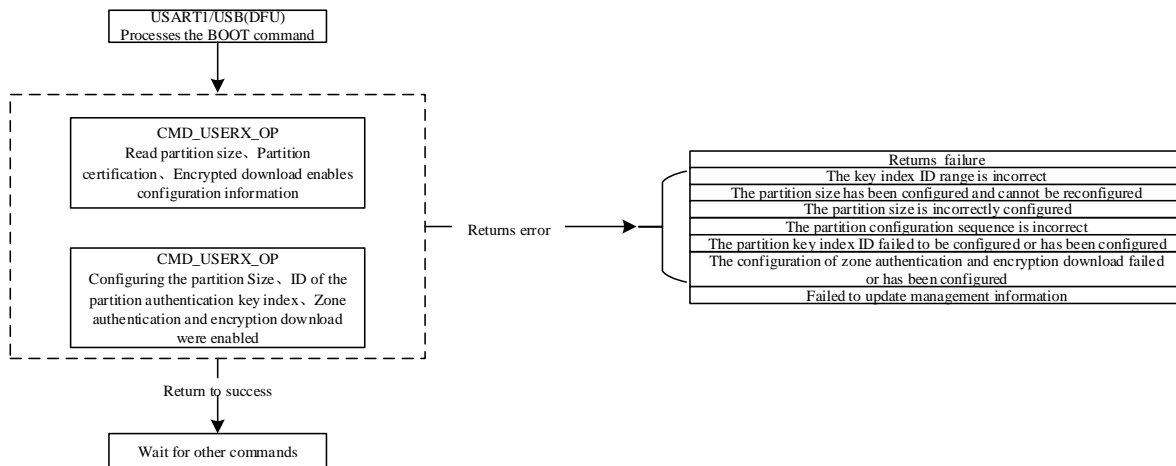 USART1/USB(DFU)
Processes the BOOT command
CMD_USERX_OP
Read partition size、Partition
certification、Encrypted download enables
configuration information
CMD_USERX_OP
Configuring the partition Size、ID of the
partition authentication key index、Zone
authentication and encryption download
were enabled
Return to success
Wait for other commands
Returns error
Returns failure
The key index ID range is incorrect
The partition size has been configured and cannot be reconfigured
The partition size is incorrectly configured
The partition configuration sequence is incorrect
The partition key index ID failed to be configured or has been configured
The configuration of zone authentication and encryption download failed
or has been configured
Failed to update management information